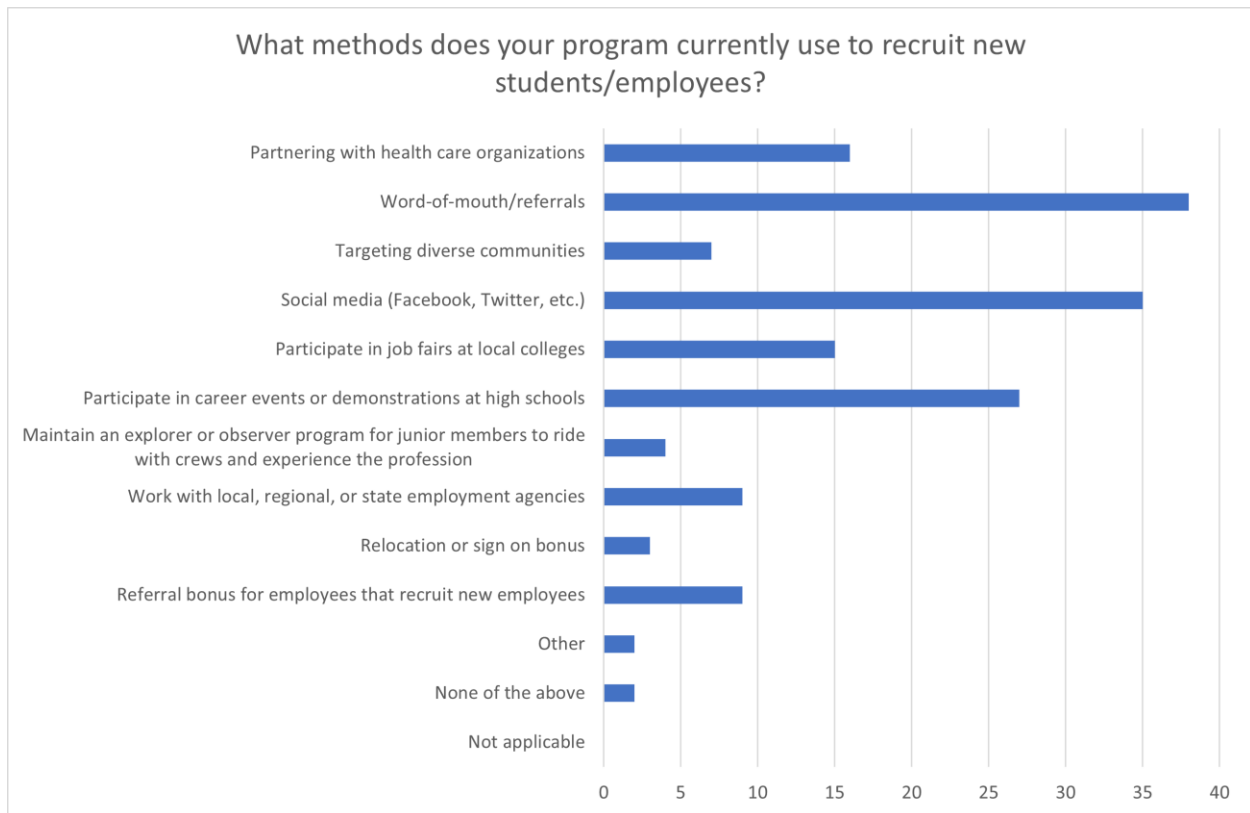 What methods does your program currently use to recruit new
students/employees?
Partnering with health care organizations
Word-of-mouth/referrals
Targeting diverse communities
Social media (Facebook, Twitter, etc.)
Participate in job fairs at local colleges
Participate in career events or demonstrations at high schools
Maintain an explorer or observer program for junior members to ride
with crews and experience the profession
Work with local, regional, or state employment agencies
Relocation or sign on bonus
Referral bonus for employees that recruit new employees
Other
None of the above
Not applicable
0 5 10 15 20 25 30 35 40